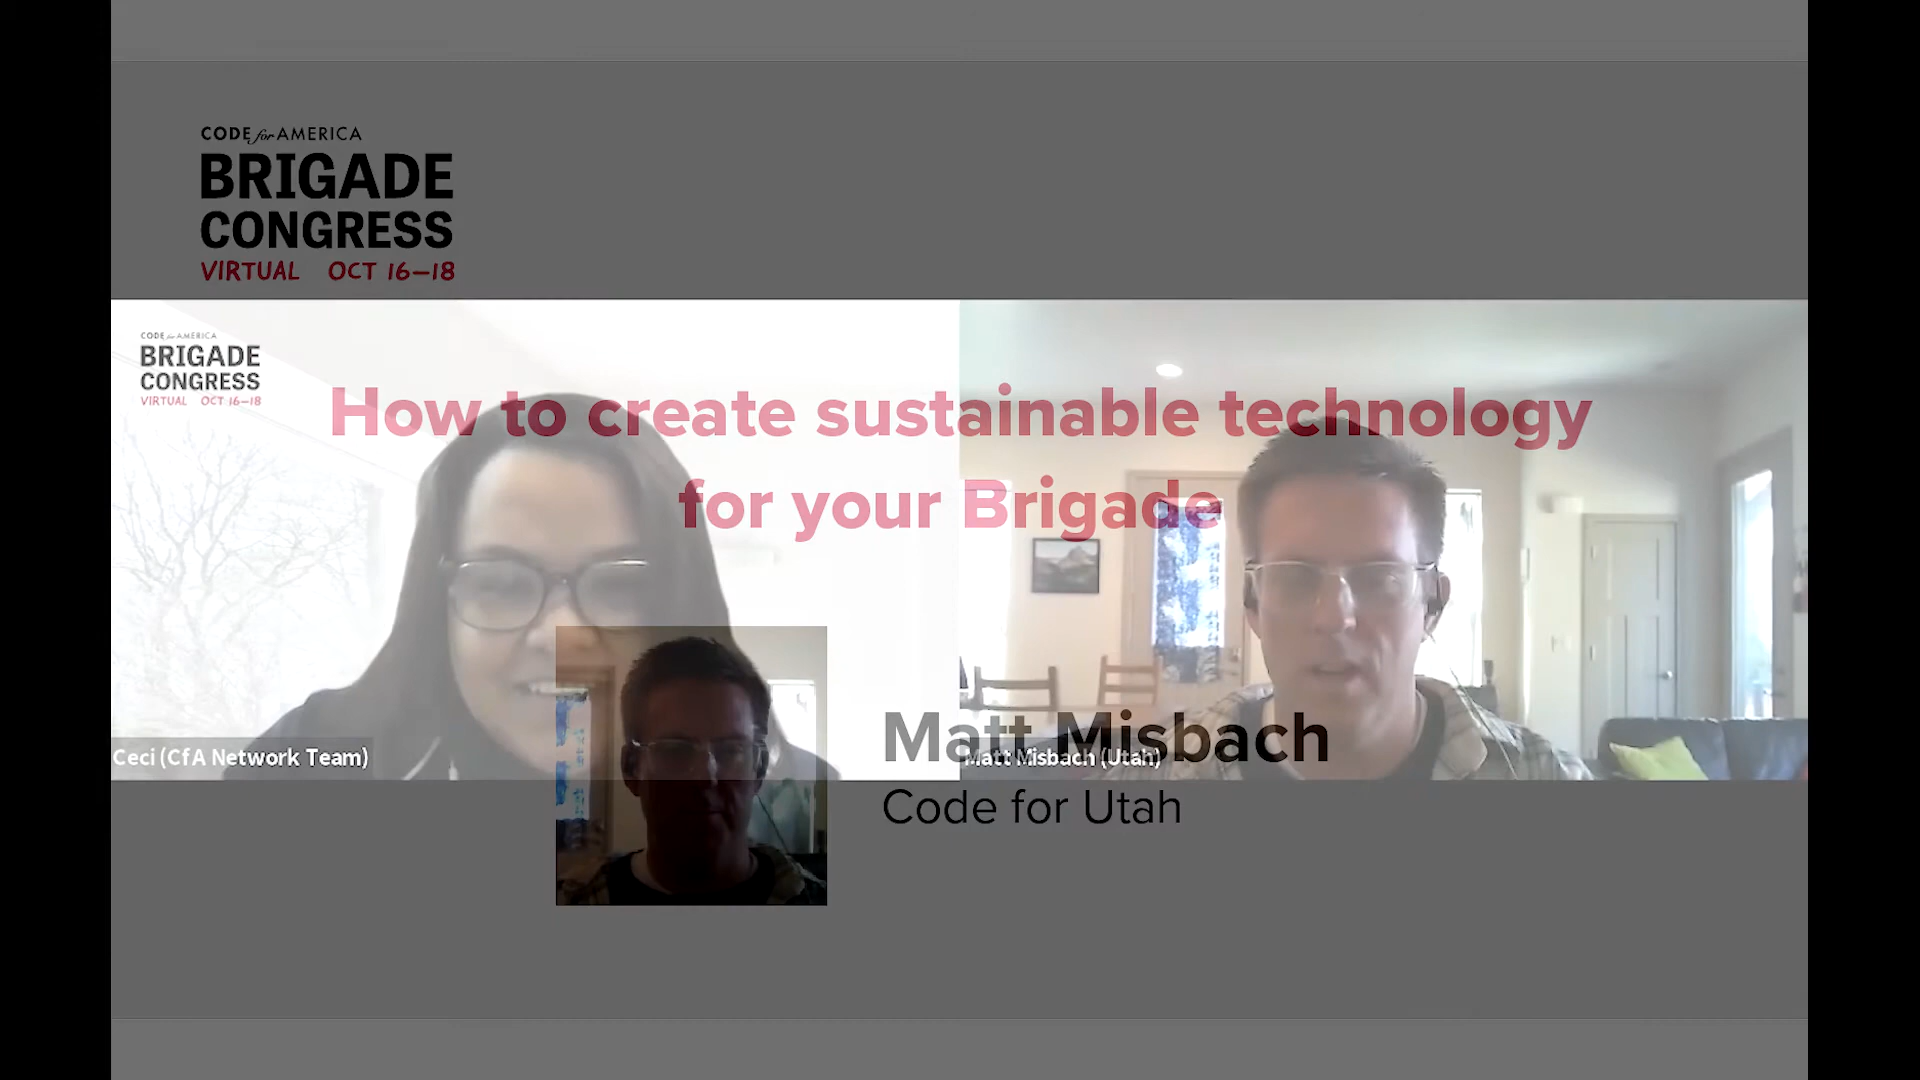 CODE for AMERICA
BRIGADE
CONGRESS
VIRTUAL OCT 16–18
CODE for AMERICA
BRIGADE
CONGRESS
VIRTUAL OCT 16–18
How to create sustainable technology
for your Brigade
Ceci (CfA Network Team)
Matt Misbach (Utah)
Matt Misbach
Code for Utah